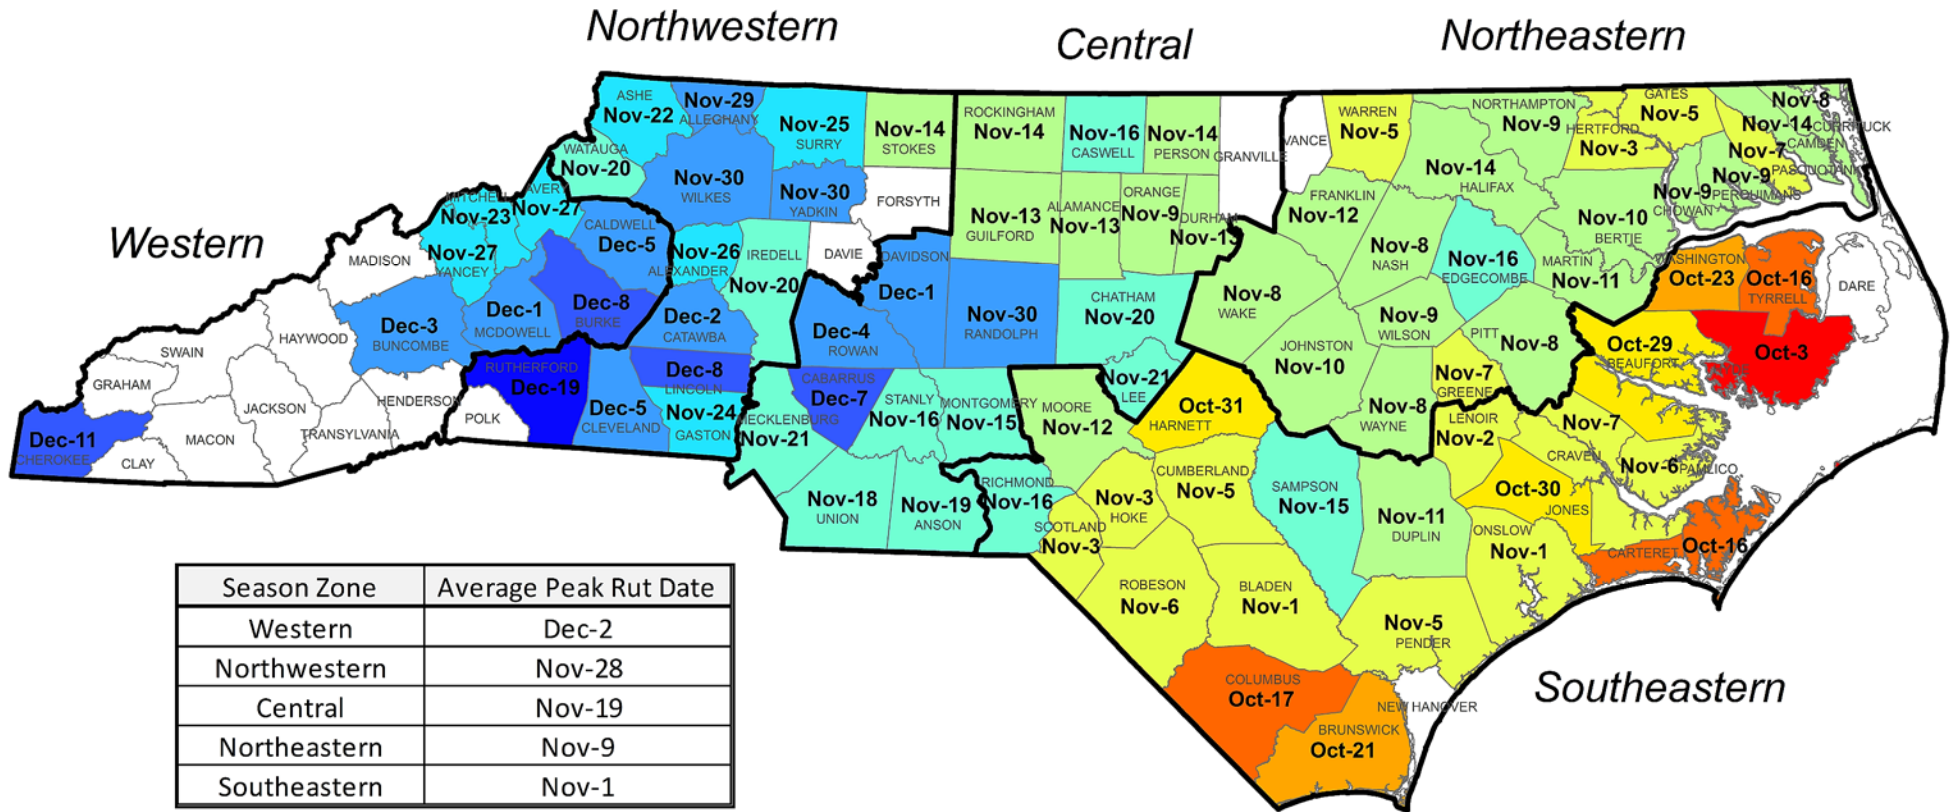 Northwestern
Central
Northeastern
Western
Southeastern
ASHE
Nov-22
Nov-29
ALLEGHANY
Nov-25
SURRY
Nov-14
STOKES
WATAUGA
Nov-20
Nov-30
WILKES
Nov-30
YADKIN
FORSYTH
MITCHELL
Nov-23
AVERY
Nov-27
CALDWELL
Dec-5
Nov-26
ALEXANDER
IREDELL
Nov-20
DAVIE
MADISON
Nov-27
YANCEY
Dec-1
MCDOWELL
Dec-8
BURKE
Dec-2
CATAWBA
Dec-3
BUNCOMBE
HAYWOOD
SWAIN
GRAHAM
Dec-11
CHEROKEE
CLAY
MACON
JACKSON
TRANSYLVANIA
HENDERSON
POLK
RUTHERFORD
Dec-19
Dec-5
CLEVELAND
Dec-8
LINCOLN
Nov-24
GASTON
ROCKINGHAM
Nov-14
Nov-16
CASWELL
Nov-14
PERSON
GRANVILLE
Nov-13
GUILFORD
ALAMANCE
Nov-13
ORANGE
Nov-9
DURHAM
Nov-13
DAVIDSON
Dec-1
Nov-30
RANDOLPH
CHATHAM
Nov-20
Dec-4
ROWAN
Nov-21
LEE
CABARRUS
Dec-7
MECKLENBURG
Nov-21
STANLY
Nov-16
MONTGOMERY
Nov-15
Nov-18
UNION
Nov-19
ANSON
VANCE
WARREN
Nov-5
NORTHAMPTON
Nov-9
HERTFORD
Nov-3
GATES
Nov-5
Nov-8
CURRITUCK
Nov-14
CAMDEN
Nov-7
PASQUOTANK
Nov-9
PERQUIMANS
Nov-9
CHOWAN
Nov-14
HALIFAX
FRANKLIN
Nov-12
Nov-8
NASH
Nov-16
EDGECOMBE
Nov-10
BERTIE
MARTIN
Nov-11
Nov-8
WAKE
Nov-9
WILSON
PITT
Nov-8
JOHNSTON
Nov-10
Nov-7
GREENE
Nov-8
WAYNE
WASHINGTON
Oct-23
Oct-16
TYRRELL
DARE
Oct-29
BEAUFORT
Oct-3
HYDE
MOORE
Nov-12
Oct-31
HARNETT
LENOIR
Nov-2
Nov-7
CRAVEN
Nov-6
PAMLICO
RICHMOND
Nov-16
SCOTLAND
Nov-3
Nov-3
HOKE
CUMBERLAND
Nov-5
SAMPSON
Nov-15
Nov-11
DUPLIN
Oct-30
JONES
ONSLOW
Nov-1
CARTERET
Oct-16
ROBESON
Nov-6
BLADEN
Nov-1
Nov-5
PENDER
COLUMBUS
Oct-17
NEW HANOVER
BRUNSWICK
Oct-21
Season Zone Average Peak Rut Date
Western Dec-2
Northwestern Nov-28
Central Nov-19
Northeastern Nov-9
Southeastern Nov-1